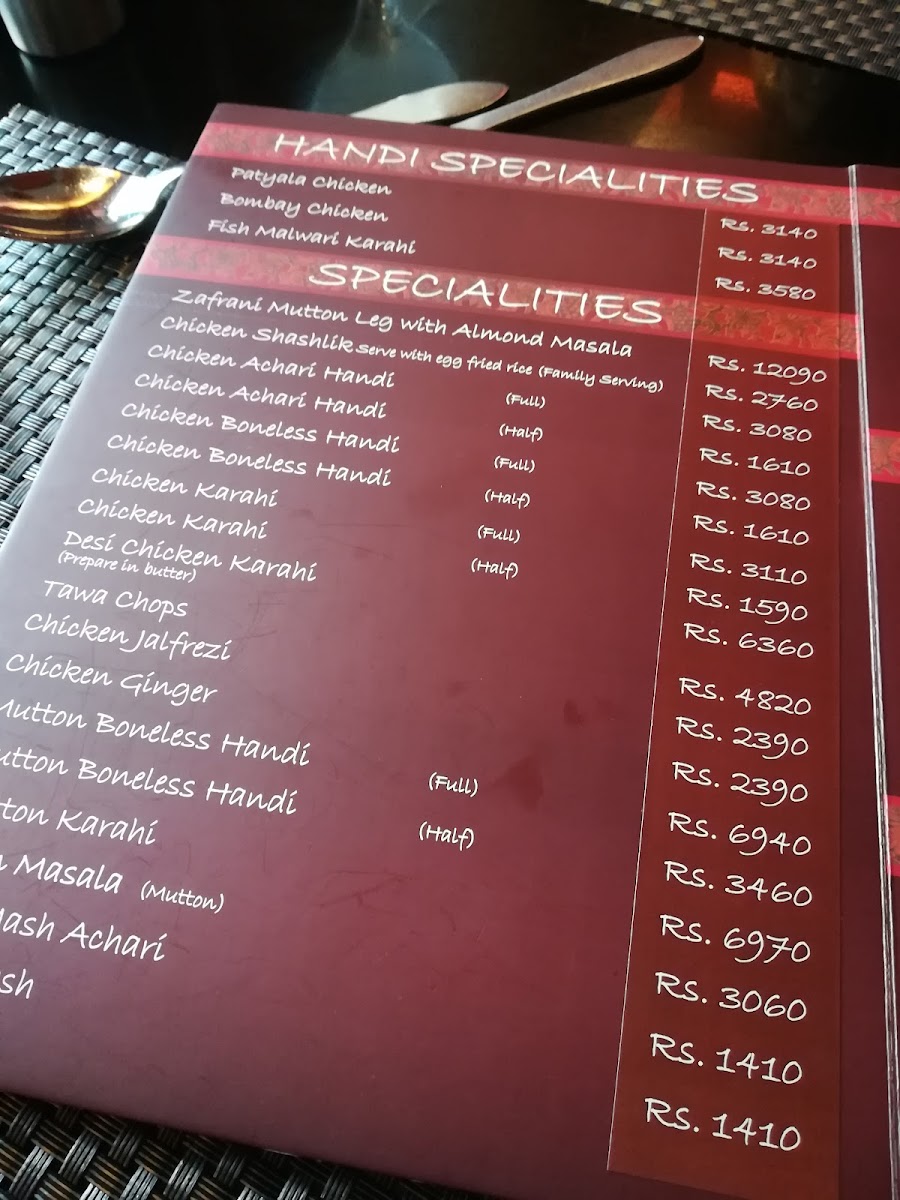 HANDI SPECIALITIES
Patyala Chicken Rs. 3140
Bombay Chicken Rs. 3140
Fish Malwari Karahi Rs. 3580
SPECIALITIES
Zafrani Mutton Leg with Almond Masala Rs. 12090
Chicken Shashlik Serve with egg fried rice (Family Serving) Rs. 2760
Chicken Achari Handi (Full) Rs. 3080
Chicken Achari Handi (Half) Rs. 1610
Chicken Boneless Handi (Full) Rs. 3080
Chicken Boneless Handi (Half) Rs. 1610
Chicken Karahi (Full) Rs. 3110
Chicken Karahi (Half) Rs. 1590
Desi Chicken Karahi Rs. 6360
(Prepare in butter)
Tawa Chops Rs. 4820
Chicken Jalfrezi Rs. 2390
Chicken Ginger Rs. 2390
Mutton Boneless Handi (Full) Rs. 6940
utton Boneless Handi (Half) Rs. 3460
ton Karahi Rs. 6970
Masala (Mutton) Rs. 3060
ash Achari Rs. 1410
sh Rs. 1410